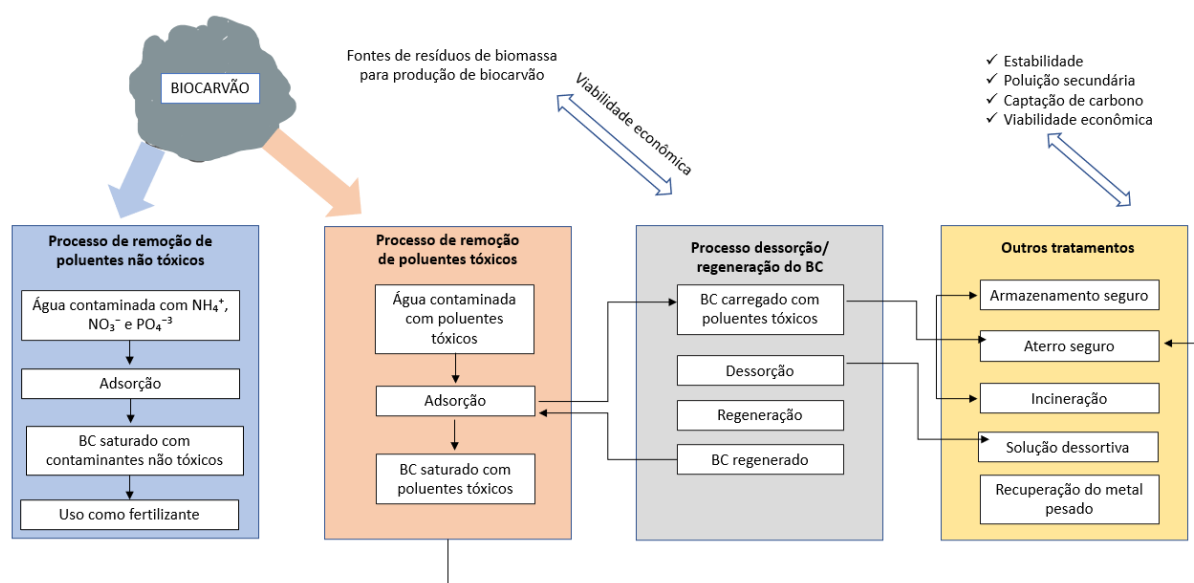 BIOCARVÃO
Fontes de resíduos de biomassa
para produção de biocarvão
Viabilidade econômica
✓ Estabilidade
✓ Poluição secundária
✓ Captação de carbono
✓ Viabilidade econômica
Processo de remoção de
poluentes não tóxicos
Água contaminada com NH₄⁺,
NO₃⁻ e PO₄⁻³
Adsorção
BC saturado com
contaminantes não tóxicos
Uso como fertilizante
Processo de remoção
de poluentes tóxicos
Água contaminada
com poluentes
tóxicos
Adsorção
BC saturado com
poluentes tóxicos
Processo dessorção/
regeneração do BC
BC carregado com
poluentes tóxicos
Dessorção
Regeneração
BC regenerado
Outros tratamentos
Armazenamento seguro
Aterro seguro
Incineração
Solução dessortiva
Recuperação do metal
pesado